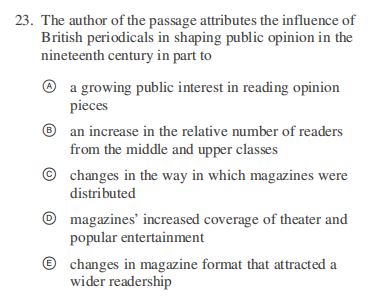 23. The author of the passage attributes the influence of
British periodicals in shaping public opinion in the
nineteenth century in part to
Ⓐ a growing public interest in reading opinion
pieces
Ⓑ an increase in the relative number of readers
from the middle and upper classes
Ⓒ changes in the way in which magazines were
distributed
Ⓓ magazines' increased coverage of theater and
popular entertainment
Ⓔ changes in magazine format that attracted a
wider readership